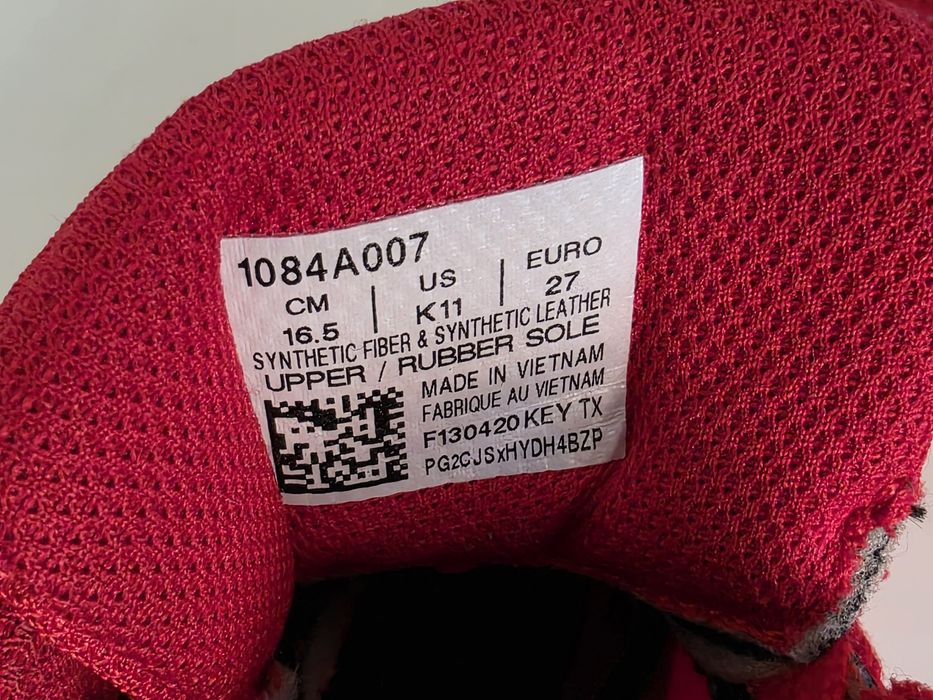 1084A007
CM | US | EURO
16.5 | K11 | 27
SYNTHETIC FIBER & SYNTHETIC LEATHER
UPPER / RUBBER SOLE
MADE IN VIETNAM
FABRIQUE AU VIETNAM
F130420 KEY TX
PG2CJSxHYDH4BZP